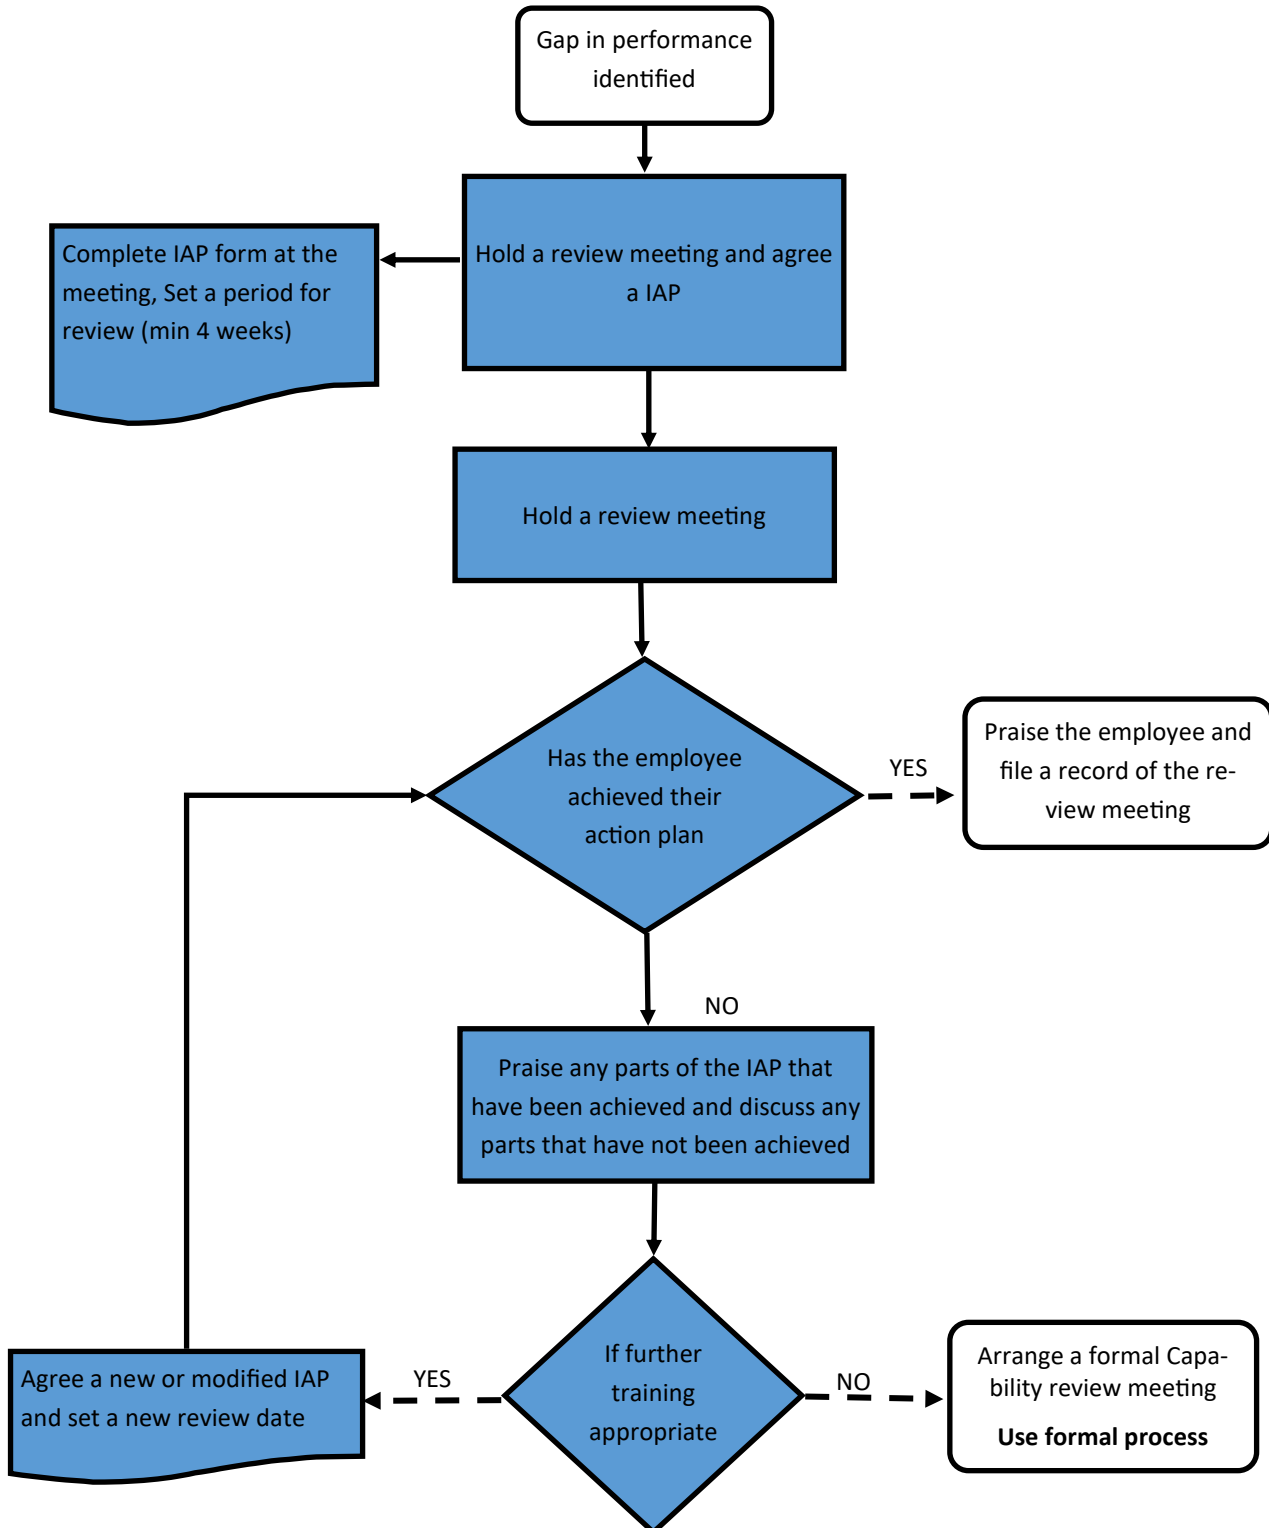 Gap in performance
identified
Hold a review meeting and agree
a IAP
Complete IAP form at the
meeting, Set a period for
review (min 4 weeks)
Hold a review meeting
Has the employee
achieved their
action plan
YES
Praise the employee and
file a record of the re-
view meeting
NO
Praise any parts of the IAP that
have been achieved and discuss any
parts that have not been achieved
If further
training
appropriate
YES
Agree a new or modified IAP
and set a new review date
NO
Arrange a formal Capa-
bility review meeting
Use formal process